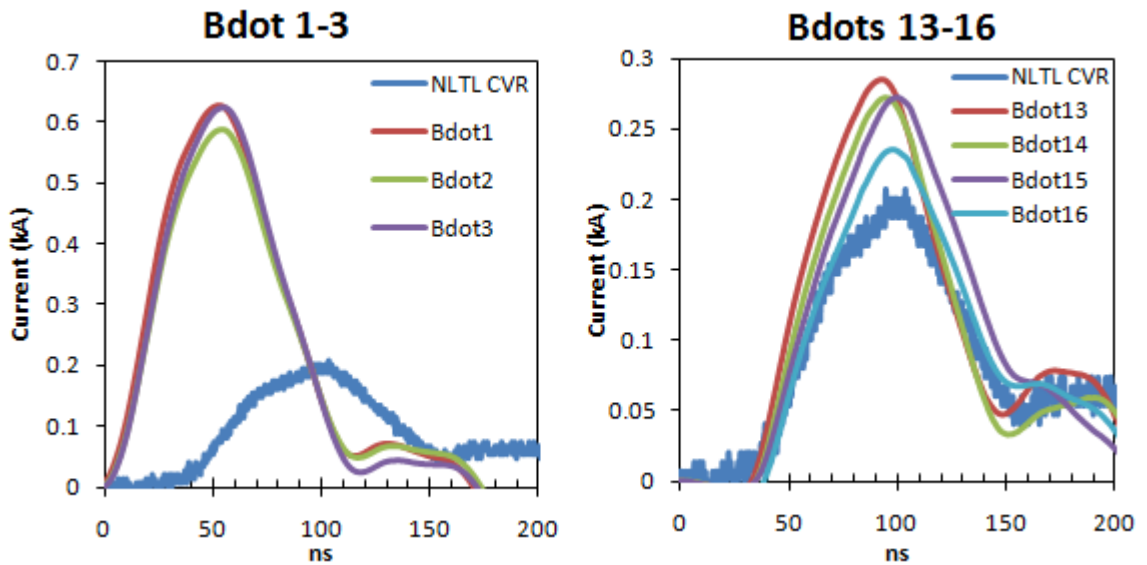 Bdot 1-3
0.7
0.6
0.5
0.4
0.3
0.2
0.1
0
Current (kA)
0 50 100 150 200
ns
NLTL CVR
Bdot1
Bdot2
Bdot3
Bdots 13-16
0.3
0.25
0.2
0.15
0.1
0.05
0
Current (kA)
0 50 100 150 200
ns
NLTL CVR
Bdot13
Bdot14
Bdot15
Bdot16